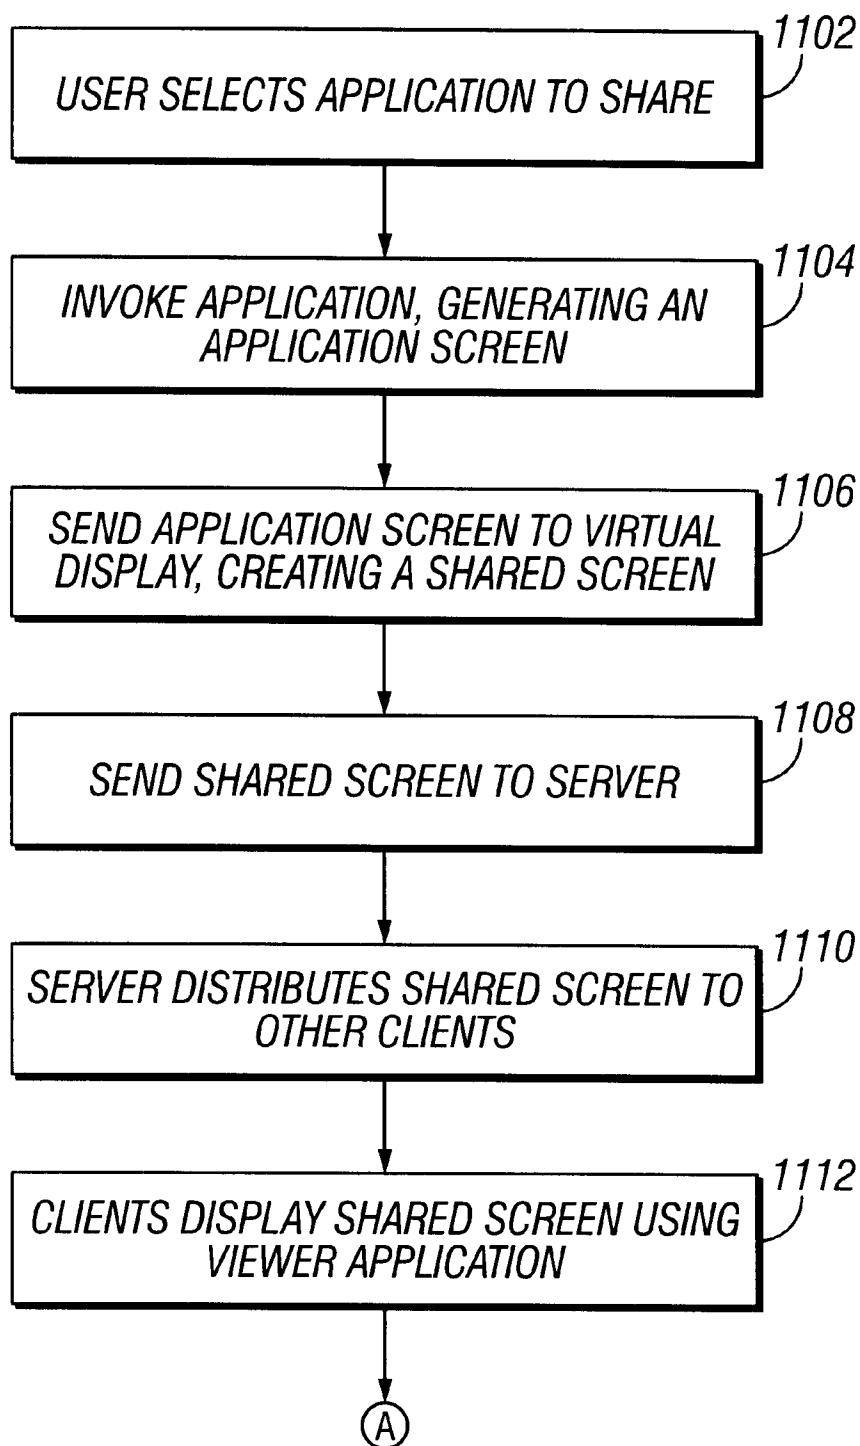 1102
USER SELECTS APPLICATION TO SHARE
1104
INVOKE APPLICATION, GENERATING AN
APPLICATION SCREEN
1106
SEND APPLICATION SCREEN TO VIRTUAL
DISPLAY, CREATING A SHARED SCREEN
1108
SEND SHARED SCREEN TO SERVER
1110
SERVER DISTRIBUTES SHARED SCREEN TO
OTHER CLIENTS
1112
CLIENTS DISPLAY SHARED SCREEN USING
VIEWER APPLICATION
A